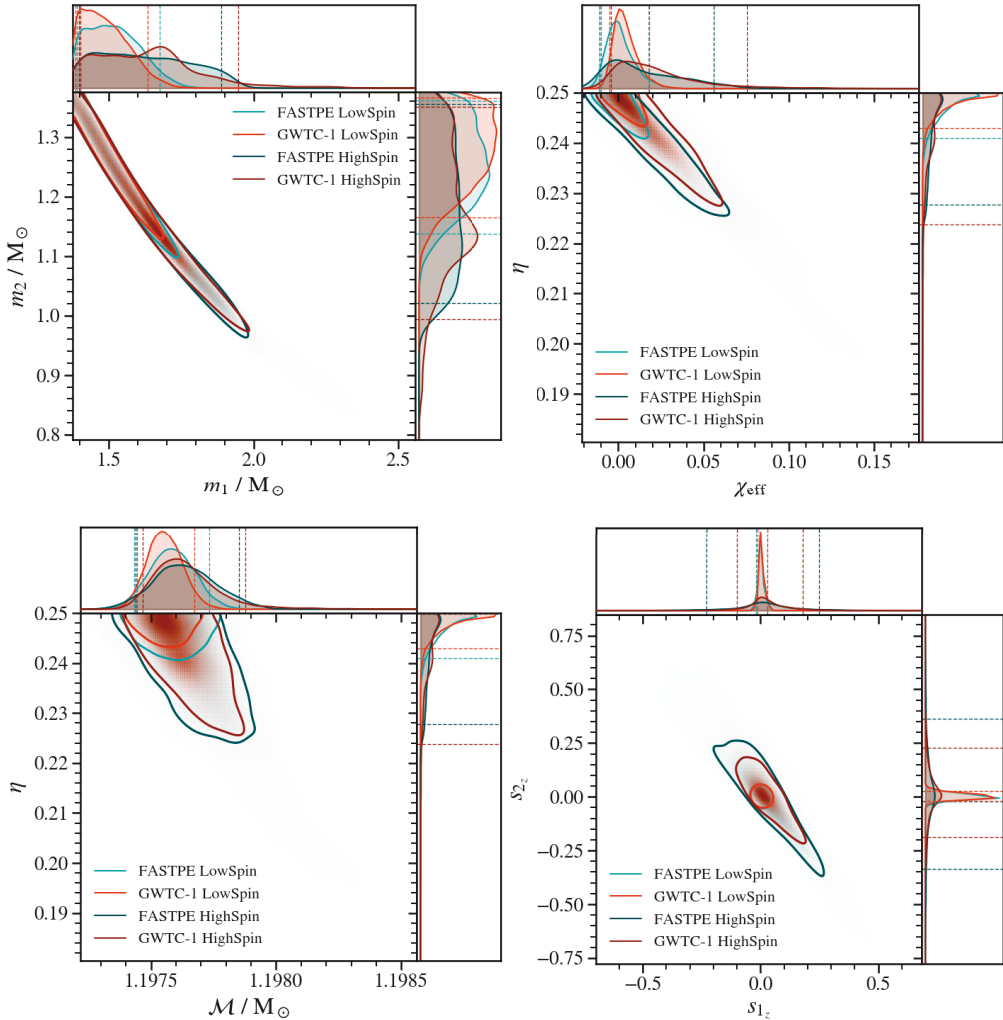 FASTPE LowSpin
GWTC-1 LowSpin
FASTPE HighSpin
GWTC-1 HighSpin
1.3
1.2
1.1
1.0
0.9
0.8
m₂ / M⊙
1.5
2.0
2.5
m₁ / M⊙
0.25
0.24
0.23
0.22
0.21
0.20
0.19
η
FASTPE LowSpin
GWTC-1 LowSpin
FASTPE HighSpin
GWTC-1 HighSpin
0.00
0.05
0.10
0.15
χeff
0.25
0.24
0.23
0.22
0.21
0.20
0.19
η
FASTPE LowSpin
GWTC-1 LowSpin
FASTPE HighSpin
GWTC-1 HighSpin
1.1975
1.1980
1.1985
ℳ / M⊙
0.75
0.50
0.25
0.00
−0.25
−0.50
−0.75
s₂z
FASTPE LowSpin
GWTC-1 LowSpin
FASTPE HighSpin
GWTC-1 HighSpin
−0.5
0.0
0.5
s₁z